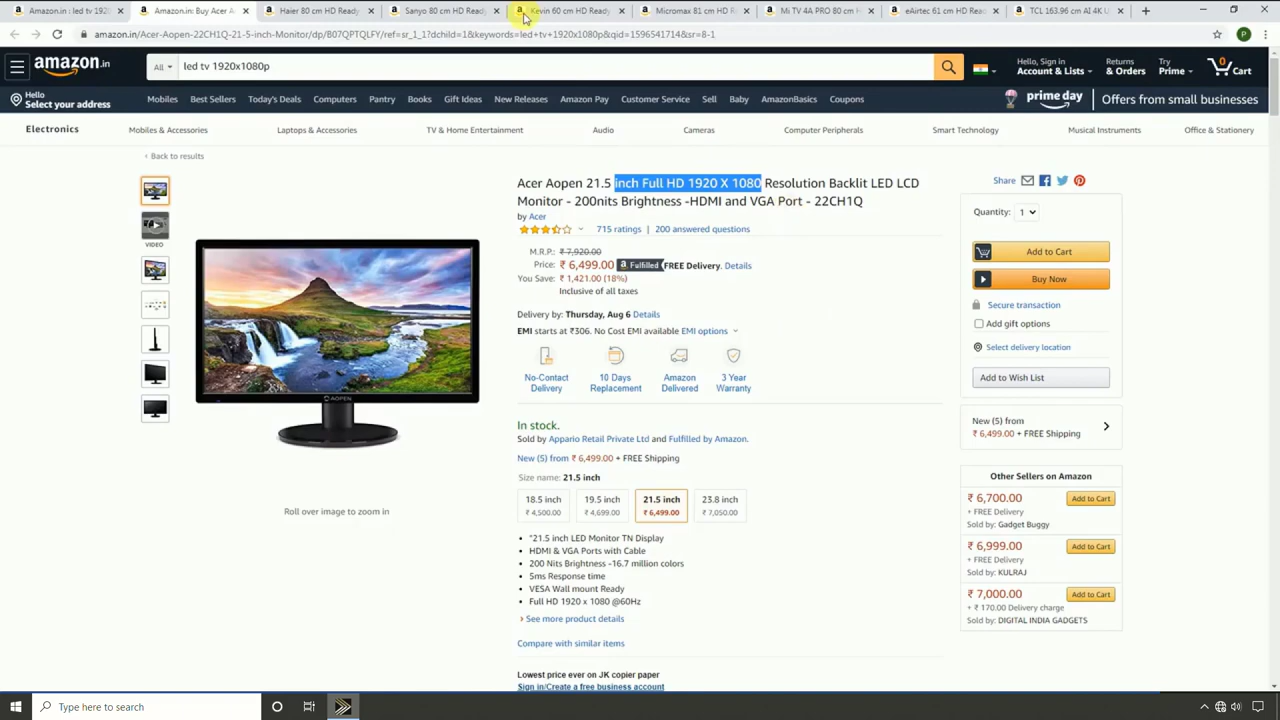 Amazon.in : led tv 1920x
Amazon.in: Buy Acer A
Haier 80 cm HD Ready
Sanyo 80 cm HD Ready
Kevin 60 cm HD Ready
Micromax 81 cm HD R
Mi TV 4A PRO 80 cm H
eAirtec 61 cm HD Read
TCL 163.96 cm AI 4K U
amazon.in/Acer-Aopen-22CH1Q-21-5-inch-Monitor/dp/B07QPTQLFY/ref=sr_1_1?dchild=1&keywords=led+tv+1920x1080p&qid=1596541714&sr=8-1
P
amazon.in
All
led tv 1920x1080p
Hello, Sign in
Account & Lists
Returns
& Orders
Try
Prime
0
Cart
Hello
Select your address
Mobiles
Best Sellers
Today's Deals
Computers
Pantry
Books
Gift Ideas
New Releases
Amazon Pay
Customer Service
Sell
Baby
AmazonBasics
Coupons
prime day
Offers from small businesses
Electronics
Mobiles & Accessories
Laptops & Accessories
TV & Home Entertainment
Audio
Cameras
Computer Peripherals
Smart Technology
Musical Instruments
Office & Stationery
‹ Back to results
VIDEO
AOPEN
Roll over image to zoom in
Acer Aopen 21.5 inch Full HD 1920 X 1080 Resolution Backlit LED LCD
Monitor - 200nits Brightness -HDMI and VGA Port - 22CH1Q
by Acer
715 ratings | 200 answered questions
M.R.P.: ₹ 7,920.00
Price: ₹ 6,499.00 Fulfilled FREE Delivery. Details
You Save: ₹ 1,421.00 (18%)
Inclusive of all taxes
Delivery by: Thursday, Aug 6 Details
EMI starts at ₹306. No Cost EMI available EMI options
No-Contact
Delivery
10 Days
Replacement
Amazon
Delivered
3 Year
Warranty
In stock.
Sold by Appario Retail Private Ltd and Fulfilled by Amazon.
New (5) from ₹ 6,499.00 + FREE Shipping
Size name: 21.5 inch
18.5 inch
₹ 4,500.00
19.5 inch
₹ 4,699.00
21.5 inch
₹ 6,499.00
23.8 inch
₹ 7,050.00
• "21.5 inch LED Monitor TN Display
• HDMI & VGA Ports with Cable
• 200 Nits Brightness -16.7 million colors
• 5ms Response time
• VESA Wall mount Ready
• Full HD 1920 x 1080 @60Hz
› See more product details
Compare with similar items
Lowest price ever on JK copier paper
Sign in/Create a free business account
Share
Quantity: 1
Add to Cart
Buy Now
Secure transaction
Add gift options
Select delivery location
Add to Wish List
New (5) from
₹ 6,499.00 + FREE Shipping
Other Sellers on Amazon
₹ 6,700.00
Add to Cart
+ FREE Delivery
Sold by: Gadget Buggy
₹ 6,999.00
Add to Cart
+ FREE Delivery
Sold by: KULRAJ
₹ 7,000.00
Add to Cart
+ ₹ 170.00 Delivery charge
Sold by: DIGITAL INDIA GADGETS
Type here to search